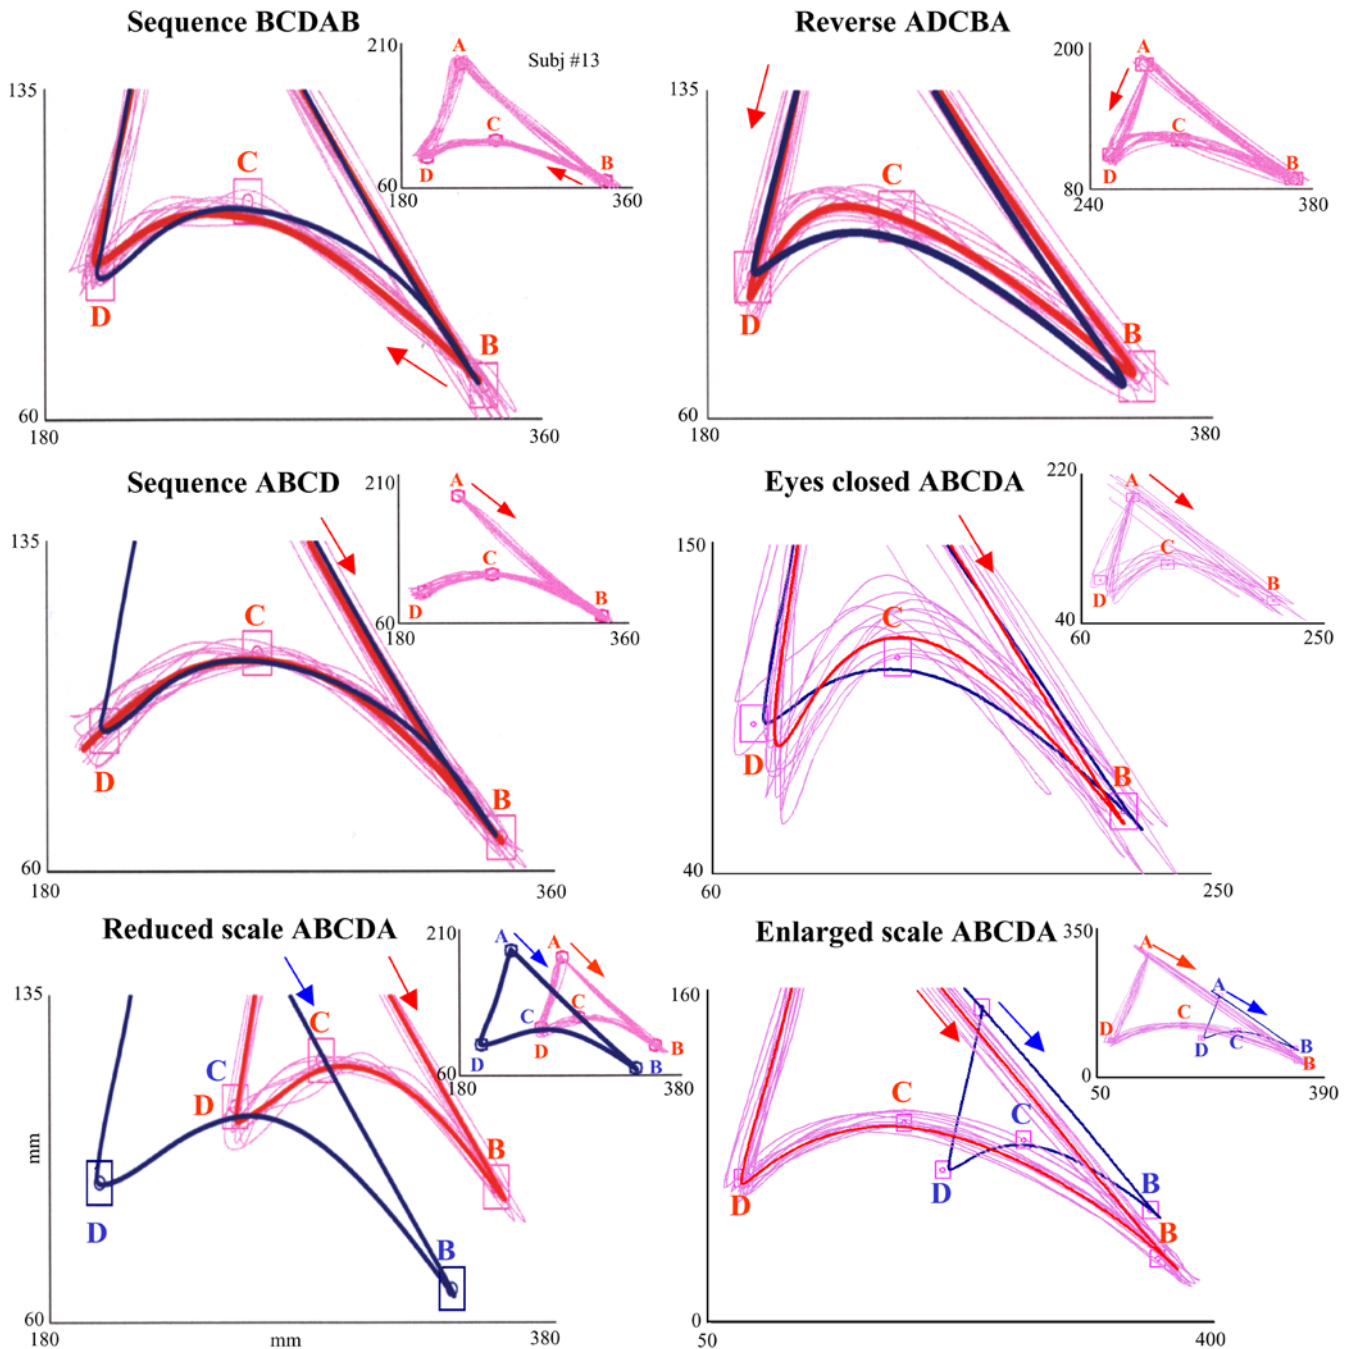 Sequence BCDAB
210
A
Subj #13
C
D
B
60
180
360
135
C
D
B
60
180
360
Reverse ADCBA
200
A
C
D
B
80
240
380
135
C
D
B
60
180
380
Sequence ABCD
210
A
C
D
B
60
180
360
135
C
D
B
60
180
360
Eyes closed ABCDA
220
A
C
D
B
40
60
250
150
C
D
B
40
60
250
Reduced scale ABCDA
210
A
A
C
C
D
D
B
B
60
180
380
135
C
C
D
D
B
B
mm
60
180
mm
380
Enlarged scale ABCDA
350
A
A
C
D
D
C
B
B
0
50
390
160
C
C
D
D
B
B
0
50
400